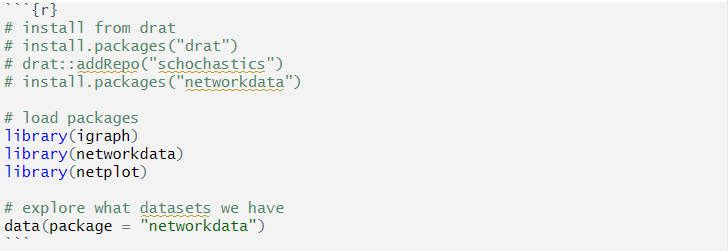 ```{r}
# install from drat
# install.packages("drat")
# drat::addRepo("schochastics")
# install.packages("networkdata")
# load packages
library(igraph)
library(networkdata)
library(netplot)
# explore what datasets we have
data(package = "networkdata")
```